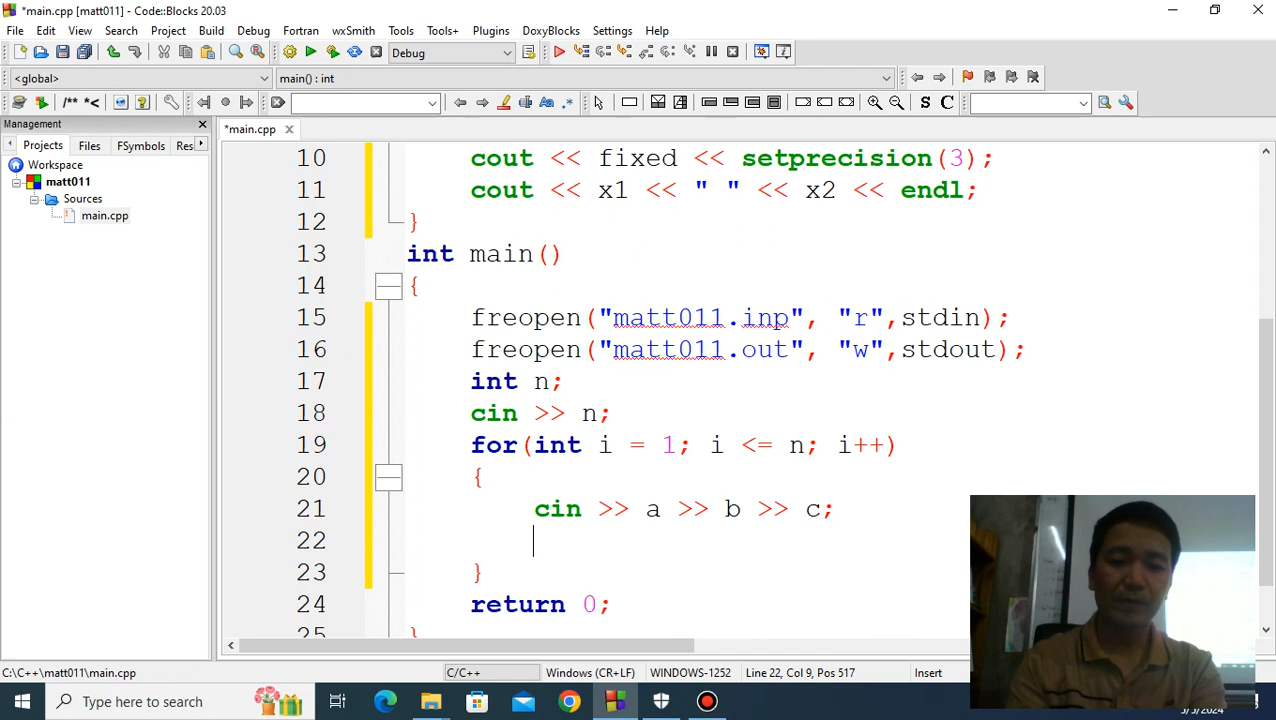 *main.cpp [matt011] - Code::Blocks 20.03
File Edit View Search Project Build Debug Fortran wxSmith Tools Tools+ Plugins DoxyBlocks Settings Help
Debug
<global> main() : int
/** *< S C
Management
Projects Files FSymbols Res
Workspace
matt011
Sources
main.cpp
*main.cpp
10 cout << fixed << setprecision(3);
11 cout << x1 << " " << x2 << endl;
12 }
13 int main()
14 {
15 freopen("matt011.inp", "r",stdin);
16 freopen("matt011.out", "w",stdout);
17 int n;
18 cin >> n;
19 for(int i = 1; i <= n; i++)
20 {
21 cin >> a >> b >> c;
22
23 }
24 return 0;
25 }
C:\C++\matt011\main.cpp C/C++ Windows (CR+LF) WINDOWS-1252 Line 22, Col 9, Pos 517 Insert
Type here to search